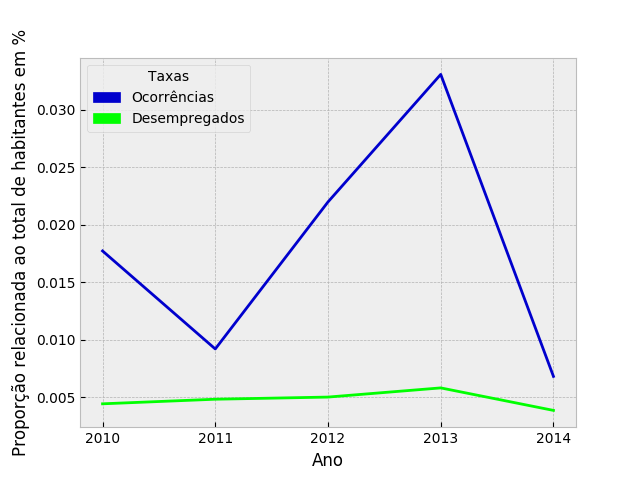 Proporção relacionada ao total de habitantes em %
Taxas
Ocorrências
Desempregados
0.030
0.025
0.020
0.015
0.010
0.005
2010 2011 2012 2013 2014
Ano